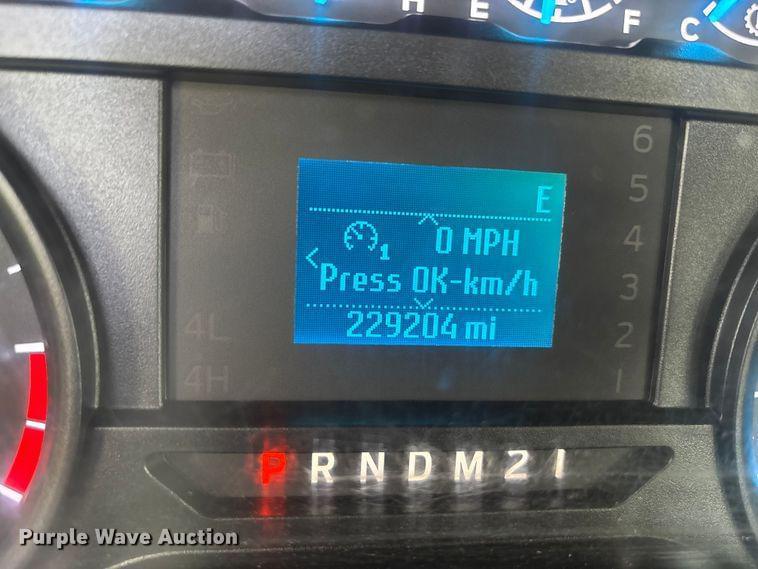 H E F C
E
0 MPH
1
Press OK-km/h
229204 mi
6
5
4
3
2
1
4L
4H
P R N D M 2 1
Purple Wave Auction